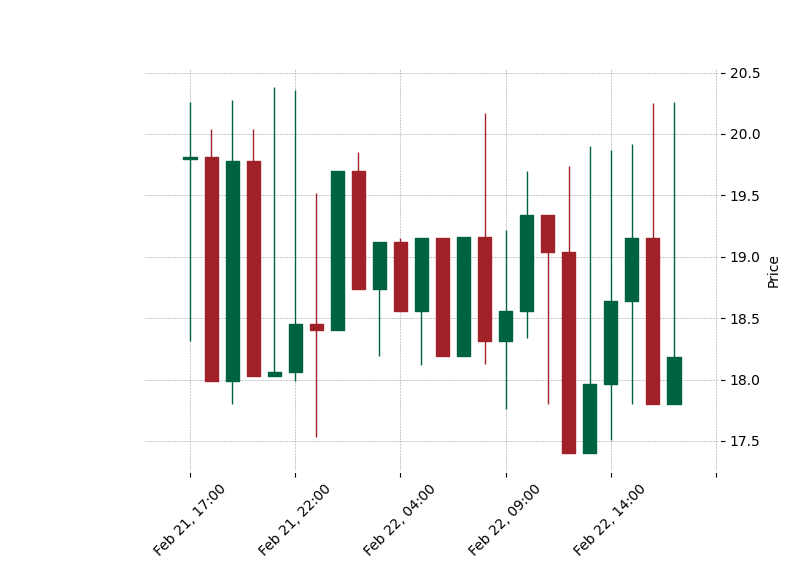 20.5
20.0
19.5
19.0
18.5
18.0
17.5
Price
Feb 21, 17:00
Feb 21, 22:00
Feb 22, 04:00
Feb 22, 09:00
Feb 22, 14:00